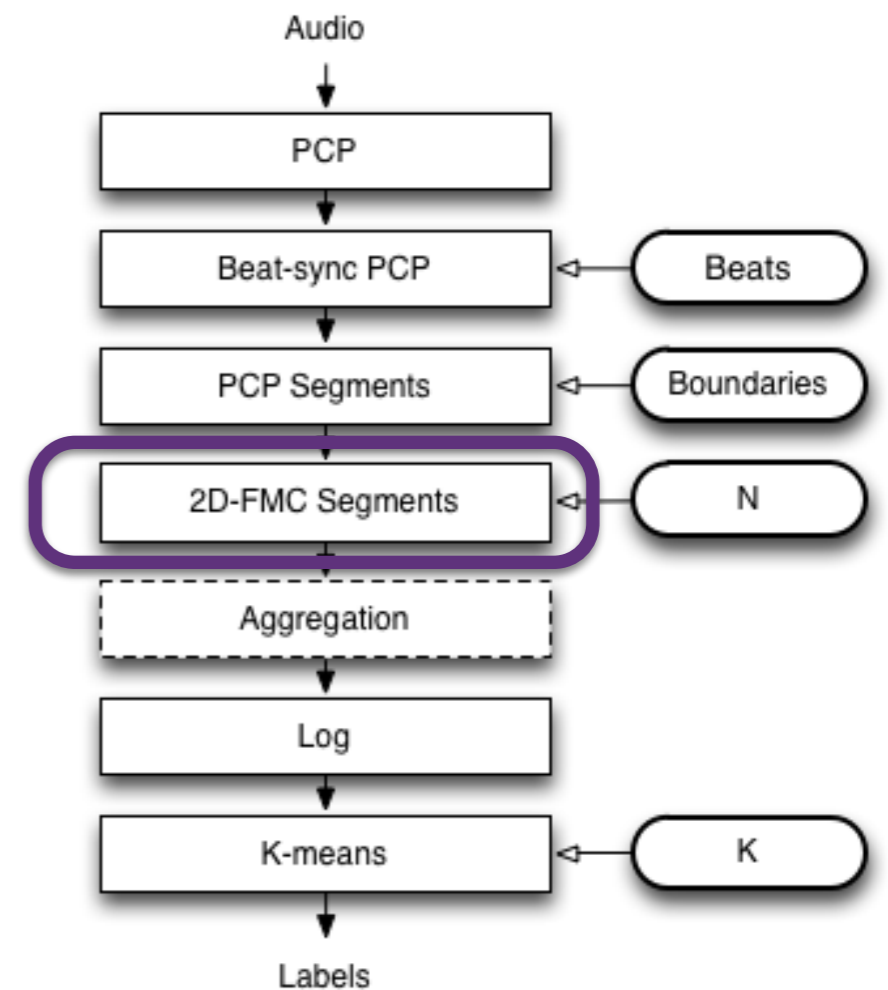 Audio
PCP
Beat-sync PCP
Beats
PCP Segments
Boundaries
2D-FMC Segments
N
Aggregation
Log
K-means
K
Labels